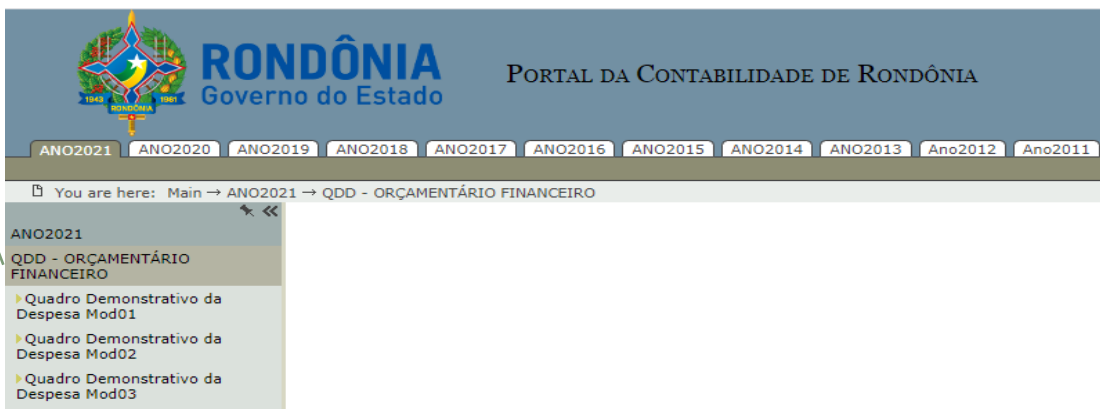 RONDÔNIA
Governo do Estado
1943
1981
RONDÔNIA
PORTAL DA CONTABILIDADE DE RONDÔNIA
ANO2021 ANO2020 ANO2019 ANO2018 ANO2017 ANO2016 ANO2015 ANO2014 ANO2013 Ano2012 Ano2011
You are here: Main → ANO2021 → QDD - ORÇAMENTÁRIO FINANCEIRO
ANO2021
QDD - ORÇAMENTÁRIO
FINANCEIRO
Quadro Demonstrativo da
Despesa Mod01
Quadro Demonstrativo da
Despesa Mod02
Quadro Demonstrativo da
Despesa Mod03